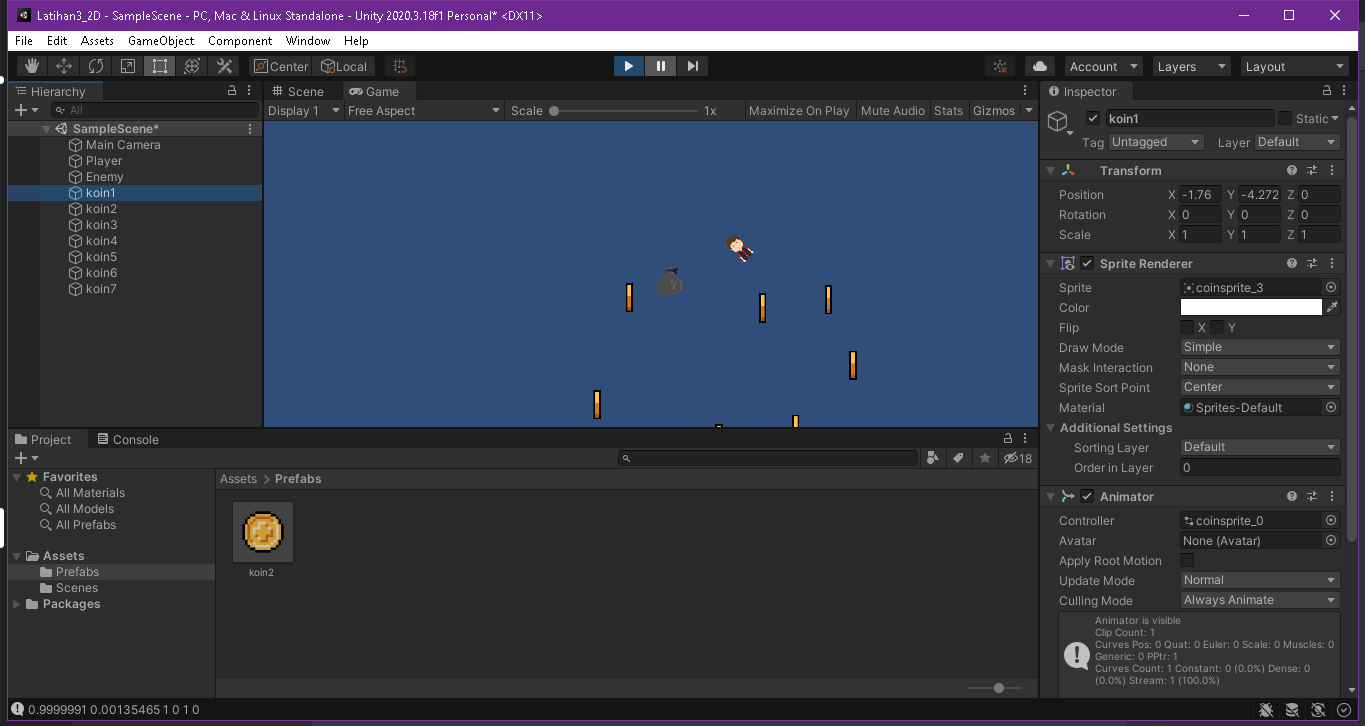 Latihan3_2D - SampleScene - PC, Mac & Linux Standalone - Unity 2020.3.18f1 Personal* <DX11>
File Edit Assets GameObject Component Window Help
Center Local Account Layers Layout
Hierarchy
All
SampleScene*
Main Camera
Player
Enemy
koin1
koin2
koin3
koin4
koin5
koin6
koin7
Scene Game
Display 1 Free Aspect Scale 1x Maximize On Play Mute Audio Stats Gizmos
Inspector
koin1 Static
Tag Untagged Layer Default
Transform
Position X -1.76 Y -4.272 Z 0
Rotation X 0 Y 0 Z 0
Scale X 1 Y 1 Z 1
Sprite Renderer
Sprite coinsprite_3
Color
Flip X Y
Draw Mode Simple
Mask Interaction None
Sprite Sort Point Center
Material Sprites-Default
Additional Settings
Sorting Layer Default
Order in Layer 0
Animator
Controller coinsprite_0
Avatar None (Avatar)
Apply Root Motion
Update Mode Normal
Culling Mode Always Animate
Animator is visible
Clip Count: 1
Curves Pos: 0 Quat: 0 Euler: 0 Scale: 0 Muscles: 0
Generic: 0 PPtr: 1
Curves Count: 1 Constant: 0 (0.0%) Dense: 0
(0.0%) Stream: 1 (100.0%)
Project Console
18
Favorites
All Materials
All Models
All Prefabs
Assets
Prefabs
Scenes
Packages
Assets > Prefabs
koin2
0.9999991 0.00135465 1 0 1 0